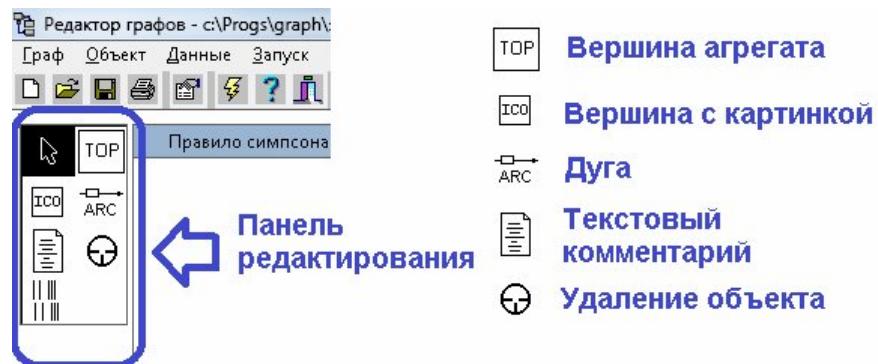 Редактор графов - c:\Progs\graph\
Граф Объект Данные Запуск
TOP
Правило симпсона
ICO
ARC
Панель
редактирования
TOP Вершина агрегата
ICO Вершина с картинкой
ARC Дуга
Текстовый
комментарий
Удаление объекта